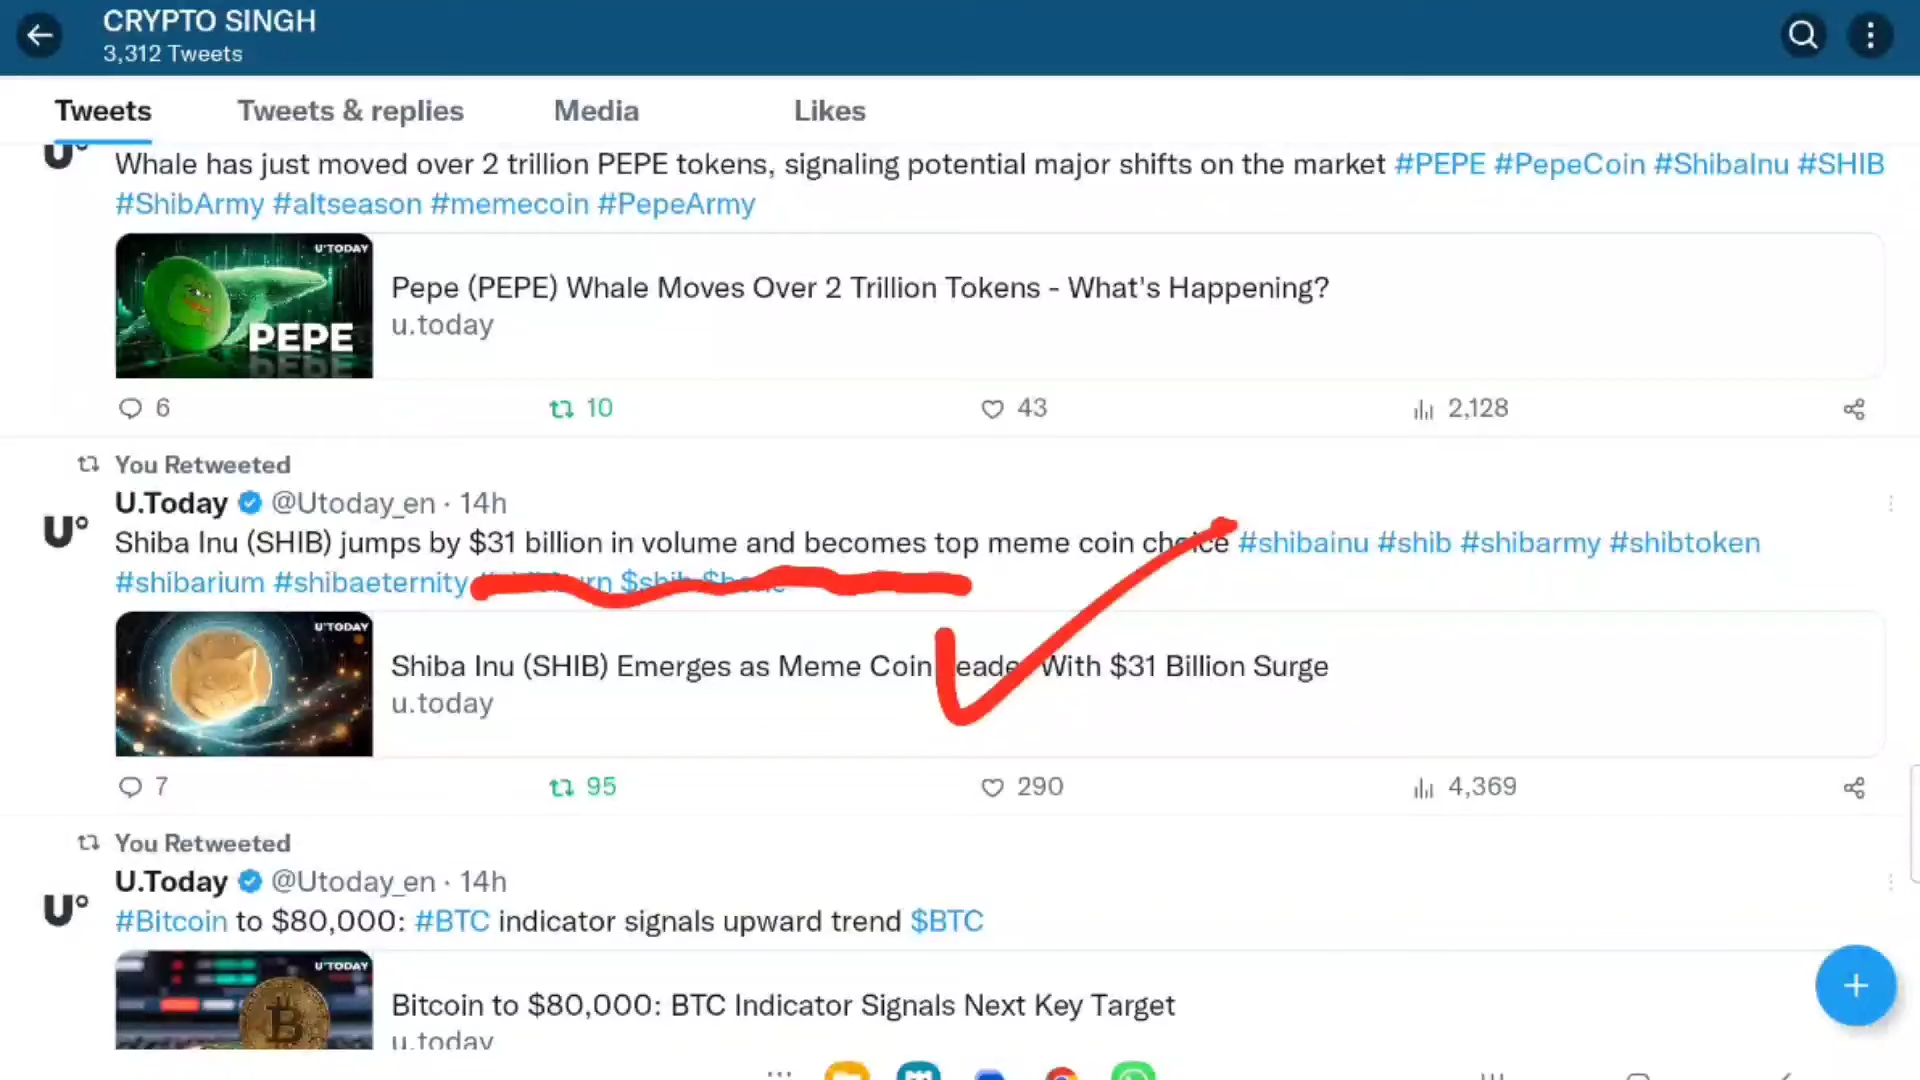 CRYPTO SINGH
3,312 Tweets
Tweets Tweets & replies Media Likes
Whale has just moved over 2 trillion PEPE tokens, signaling potential major shifts on the market #PEPE #PepeCoin #ShibaInu #SHIB
#ShibArmy #altseason #memecoin #PepeArmy
U'TODAY
PEPE
Pepe (PEPE) Whale Moves Over 2 Trillion Tokens - What's Happening?
u.today
6 10 43 2,128
You Retweeted
U.Today @Utoday_en · 14h
U°
Shiba Inu (SHIB) jumps by $31 billion in volume and becomes top meme coin choice #shibainu #shib #shibarmy #shibtoken
#shibarium #shibaeternity $shib
U'TODAY
Shiba Inu (SHIB) Emerges as Meme Coin Leader With $31 Billion Surge
u.today
7 95 290 4,369
You Retweeted
U.Today @Utoday_en · 14h
U°
#Bitcoin to $80,000: #BTC indicator signals upward trend $BTC
U'TODAY
Bitcoin to $80,000: BTC Indicator Signals Next Key Target
u.today